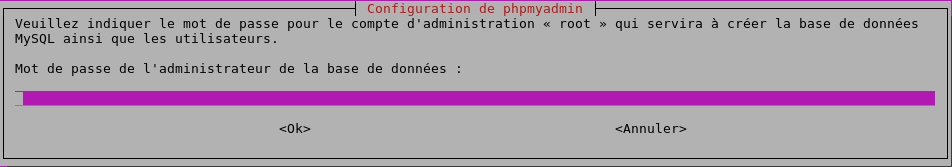 Configuration de phpmyadmin
Veuillez indiquer le mot de passe pour le compte d'administration « root » qui servira à créer la base de données
MySQL ainsi que les utilisateurs.
Mot de passe de l'administrateur de la base de données :
<Ok> <Annuler>